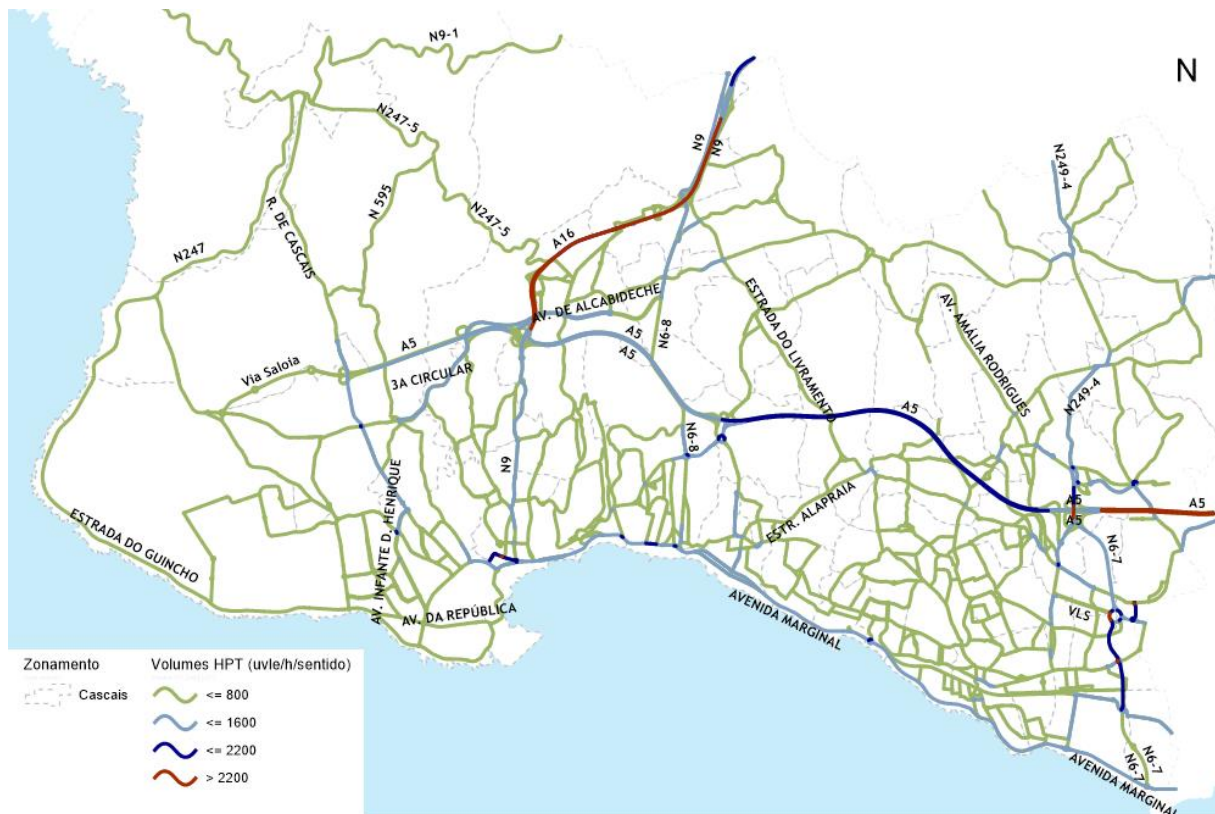 N9-1
N
N247-5
N9
N9
N249-4
N 595
R. DE CASCAIS
N247-5
N247
A16
AV. DE ALCABIDECHE
ESTRADA DO LIVRAMENTO
AV. AMÁLIA RODRIGUES
A5
A5
A5
N6-8
Via Saloia
3A CIRCULAR
N249-4
A5
N6-8
N9
AV. INFANTE D. HENRIQUE
ESTR. ALAPRAIA
A5
A5
A5
ESTRADA DO GUINCHO
N6-7
AV. DA REPÚBLICA
AVENIDA MARGINAL
VLS
Zonamento
Cascais
Volumes HPT (uvle/h/sentido)
<= 800
<= 1600
<= 2200
> 2200
N6-7
N6-7
AVENIDA MARGINAL